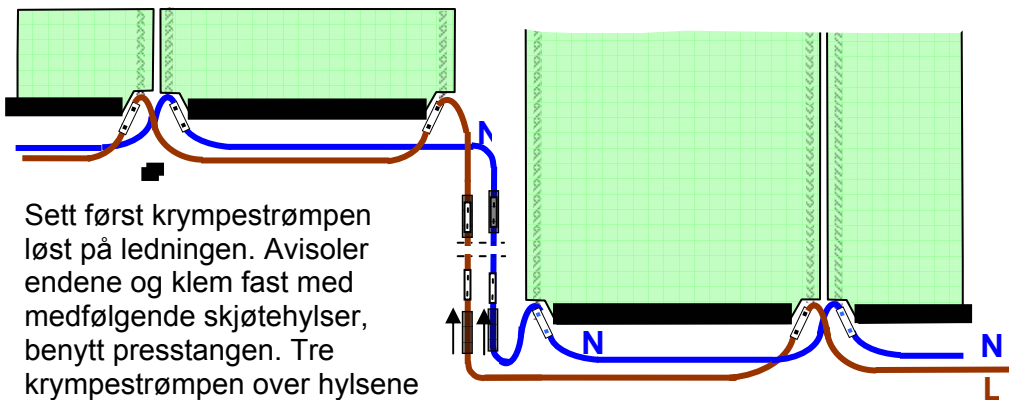 N
Sett først krympestrømpen
løst på ledningen. Avisoler
endene og klem fast med
medfølgende skjøtehylser,
benytt presstangen. Tre
krympestrømpen over hylsene
N
N
L